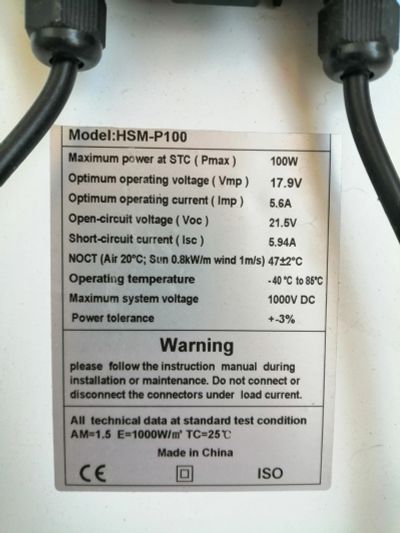 Model:HSM-P100
Maximum power at STC ( Pmax ) 100W
Optimum operating voltage ( Vmp ) 17.9V
Optimum operating current ( Imp ) 5.6A
Open-circuit voltage ( Voc ) 21.5V
Short-circuit current ( Isc ) 5.94A
NOCT (Air 20°C; Sun 0.8kW/m wind 1m/s) 47±2°C
Operating temperature -40 °C to 85°C
Maximum system voltage 1000V DC
Power tolerance +-3%
Warning
please follow the instruction manual during
installation or maintenance. Do not connect or
disconnect the connectors under load current.
All technical data at standard test condition
AM=1.5 E=1000W/㎡ TC=25℃
Made in China
CE ISO